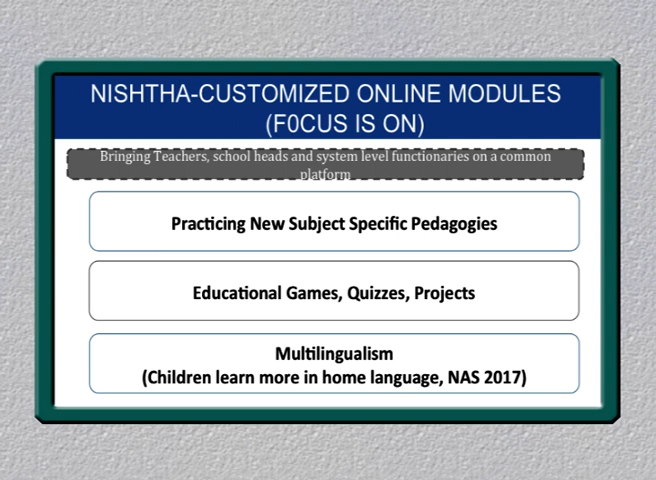 NISHTHA-CUSTOMIZED ONLINE MODULES
(F0CUS IS ON)
Bringing Teachers, school heads and system level functionaries on a common
platform
Practicing New Subject Specific Pedagogies
Educational Games, Quizzes, Projects
Multilingualism
(Children learn more in home language, NAS 2017)